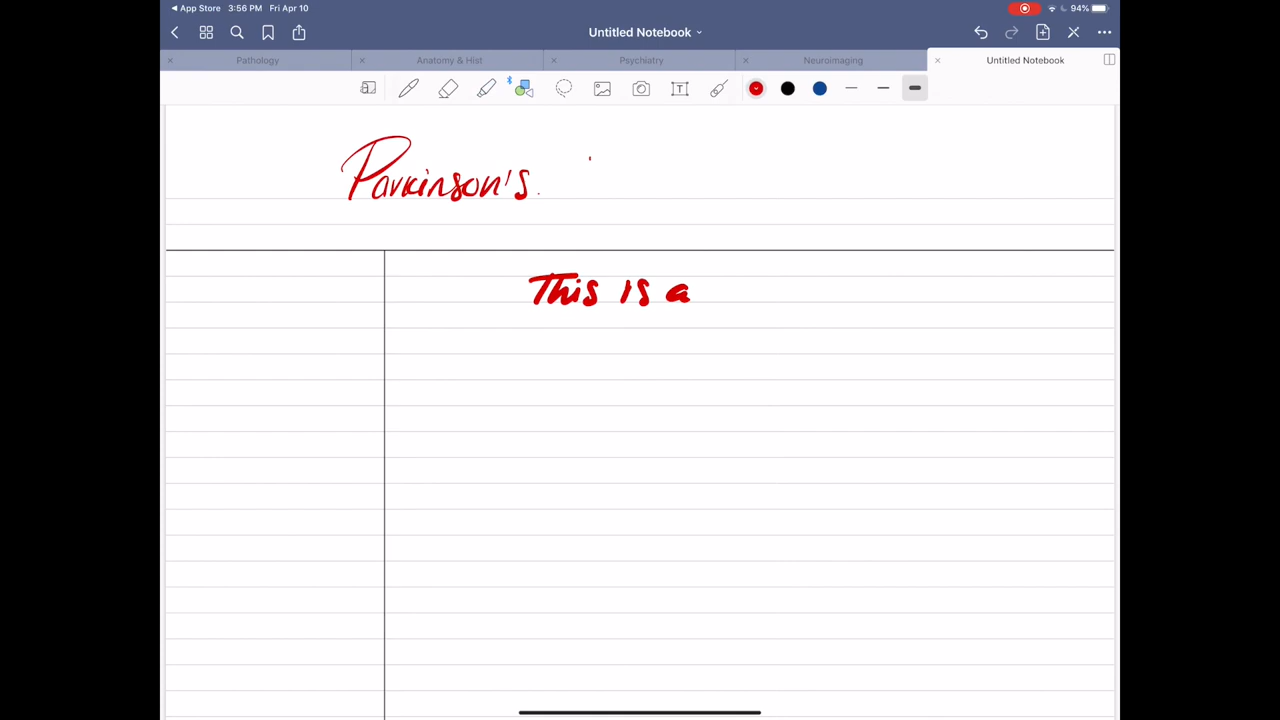 App Store 3:56 PM Fri Apr 10 94%
Untitled Notebook
Pathology Anatomy & Hist Psychiatry Neuroimaging Untitled Notebook
Parkinson's.
This is a